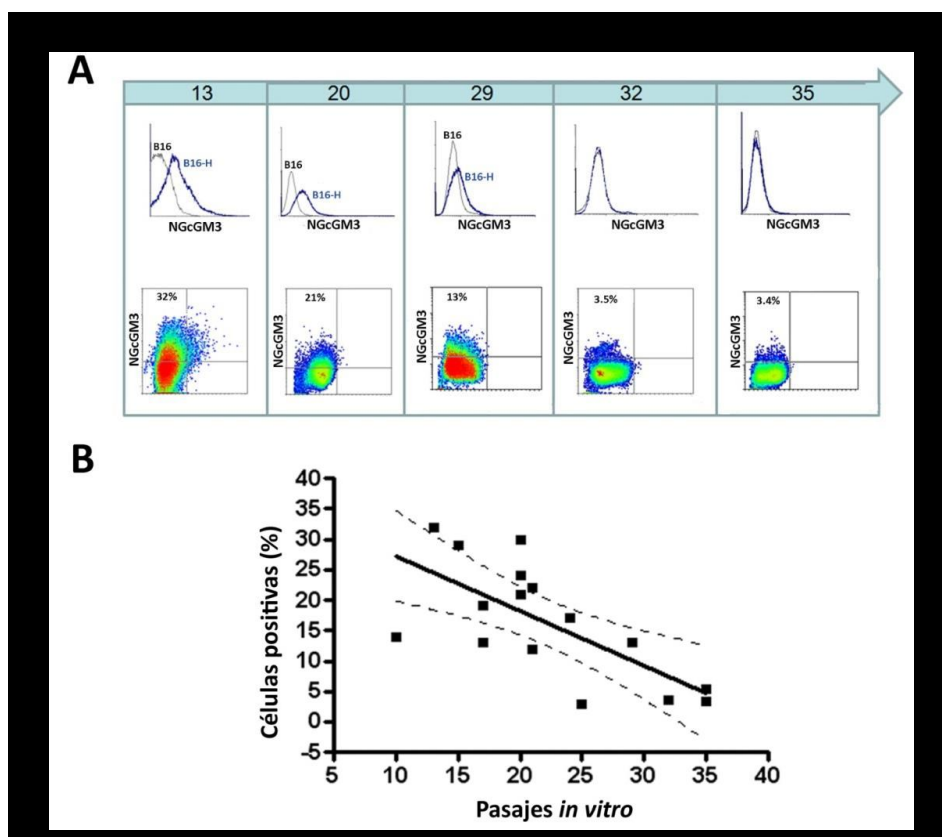 A
13 20 29 32 35
B16
B16-H
NGcGM3
B16
B16-H
NGcGM3
B16
B16-H
NGcGM3
NGcGM3
NGcGM3
32%
NGcGM3
21%
NGcGM3
13%
NGcGM3
3.5%
NGcGM3
3.4%
NGcGM3
B
Células positivas (%)
40
35
30
25
20
15
10
5
0
-5
5 10 15 20 25 30 35 40
Pasajes in vitro